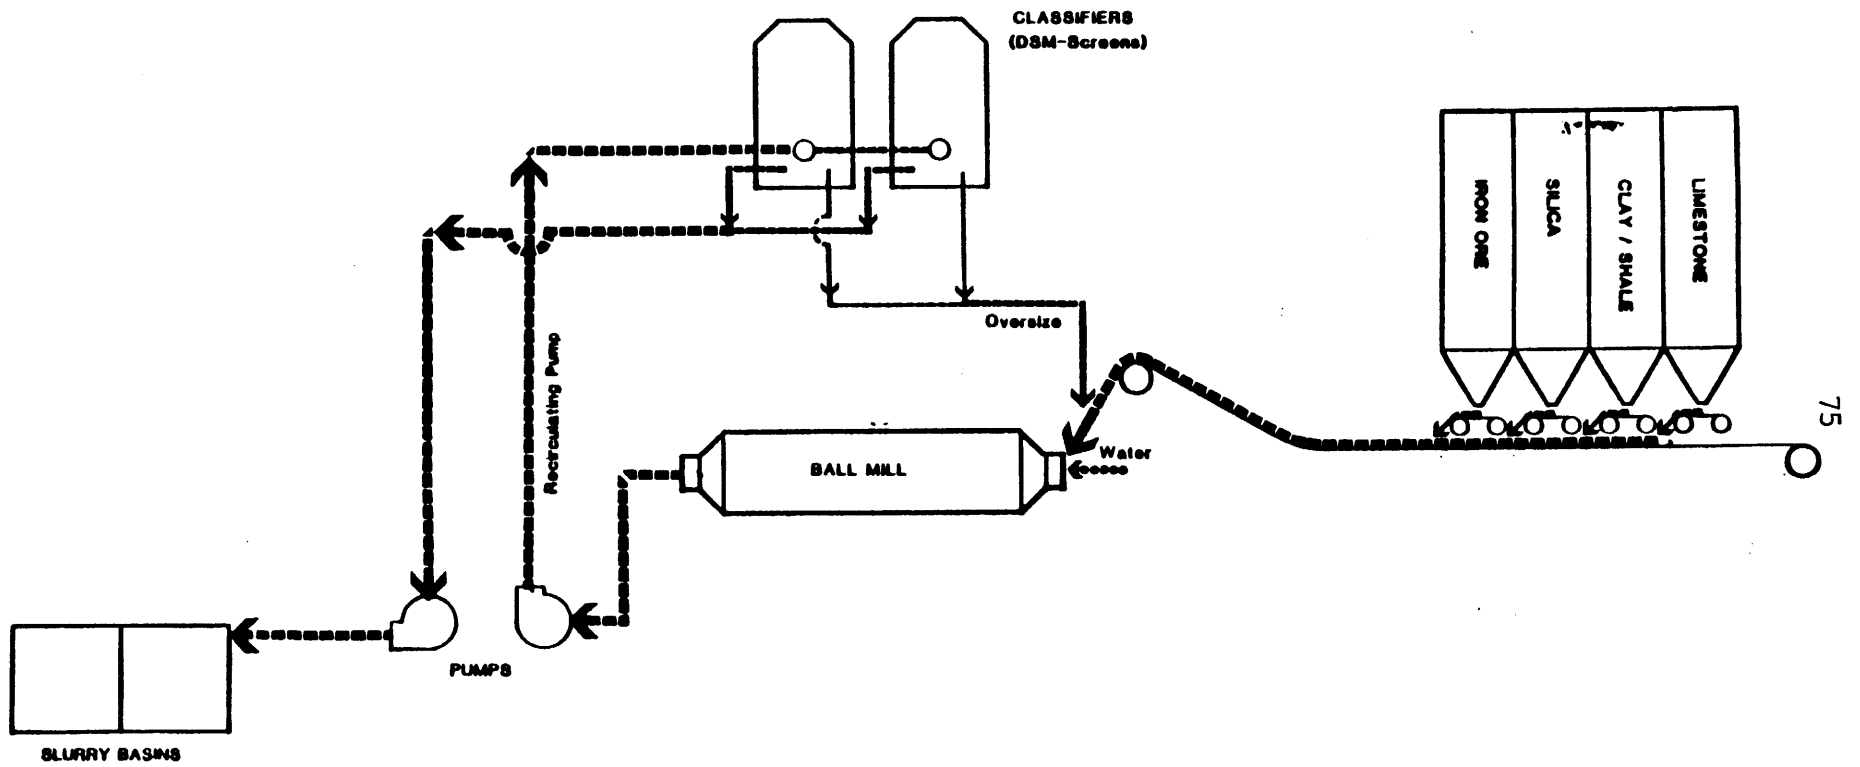 CLASSIFIERS
(DSM-Screens)
IRON ORE
SILICA
CLAY / SHALE
LIMESTONE
75
Oversize
Recirculating Pump
Water
BALL MILL
PUMPS
SLURRY BASINS